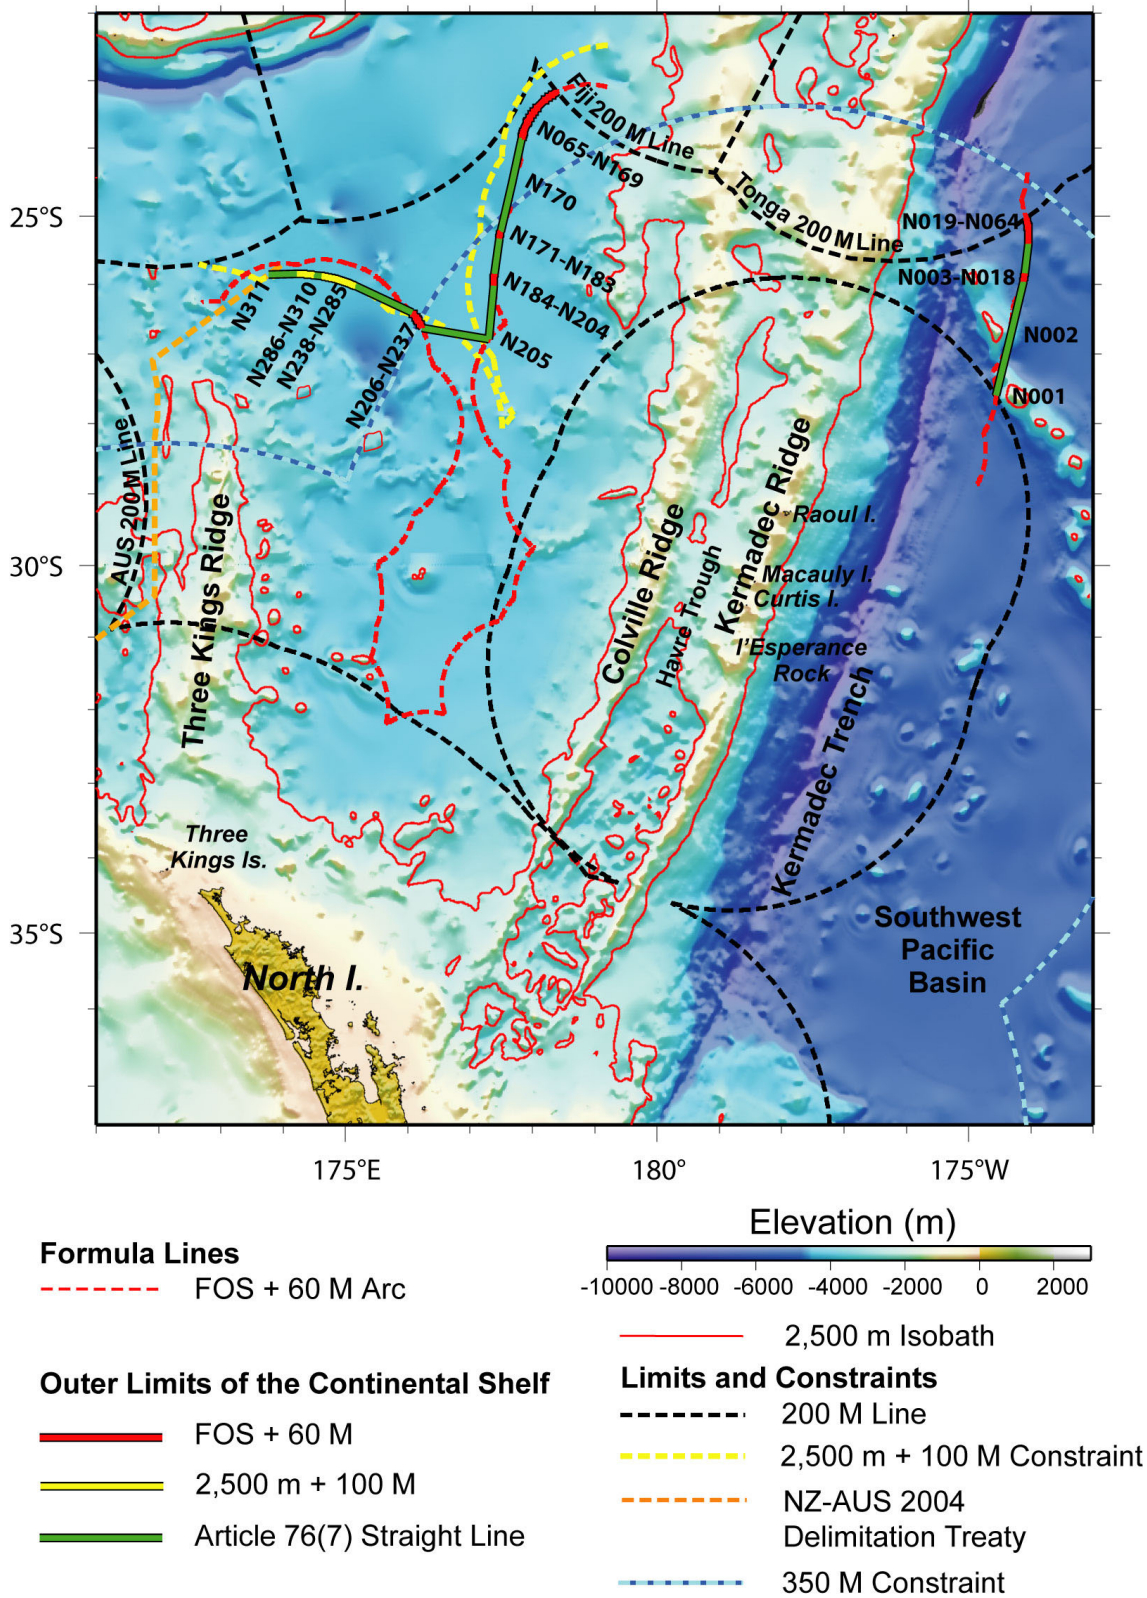 Fiji 200 M Line
N065-N169
N170
Tonga 200 M Line
25°S
N019-N064
N171-N183
N003-N018
N184-N204
N311
N286-N310
N238-N285
N206-N237
N205
N002
N001
AUS 200 M Line
Three Kings Ridge
Colville Ridge
Havre Trough
Kermadec Ridge
Raoul I.
30°S
Macauly I.
Curtis I.
l'Esperance
Rock
Kermadec Trench
Three
Kings Is.
35°S
Southwest
Pacific
Basin
North I.
175°E
180°
175°W
Elevation (m)
-10000 -8000 -6000 -4000 -2000 0 2000
Formula Lines
FOS + 60 M Arc
2,500 m Isobath
Outer Limits of the Continental Shelf
FOS + 60 M
2,500 m + 100 M
Article 76(7) Straight Line
Limits and Constraints
200 M Line
2,500 m + 100 M Constraint
NZ-AUS 2004
Delimitation Treaty
350 M Constraint